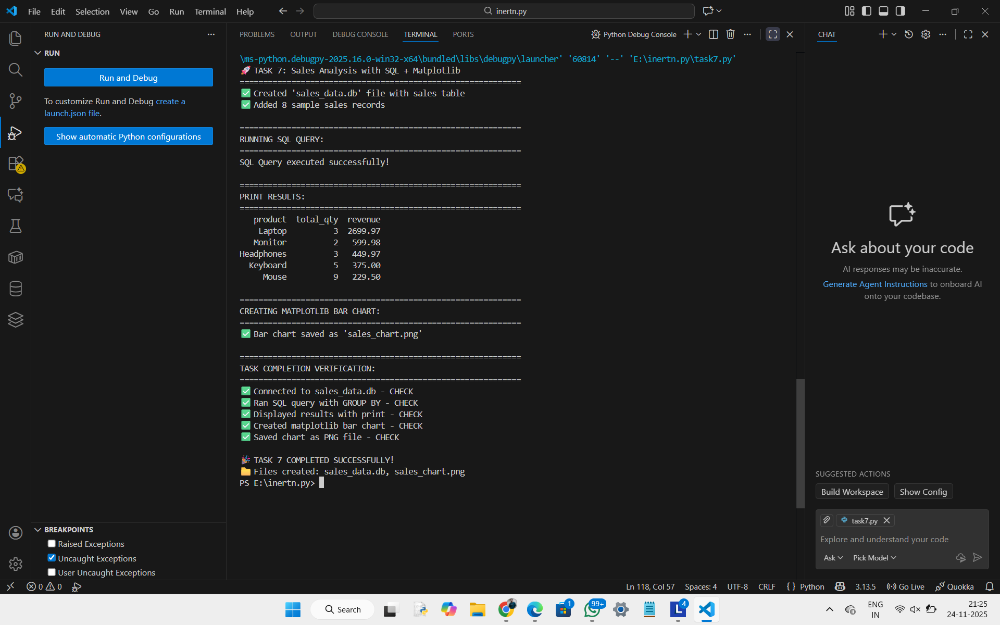 File Edit Selection View Go Run Terminal Help
inertn.py
RUN AND DEBUG
RUN
Run and Debug
To customize Run and Debug create a
launch.json file.
Show automatic Python configurations
BREAKPOINTS
Raised Exceptions
Uncaught Exceptions
User Uncaught Exceptions
PROBLEMS OUTPUT DEBUG CONSOLE TERMINAL PORTS
Python Debug Console
\ms-python.debugpy-2025.16.0-win32-x64\bundled\libs\debugpy\launcher' '60814' '--' 'E:\inertn.py\task7.py'
🚀 TASK 7: Sales Analysis with SQL + Matplotlib
============================================================
✅ Created 'sales_data.db' file with sales table
✅ Added 8 sample sales records
============================================================
RUNNING SQL QUERY:
============================================================
SQL Query executed successfully!
============================================================
PRINT RESULTS:
============================================================
product total_qty revenue
Laptop 3 2699.97
Monitor 2 599.98
Headphones 3 449.97
Keyboard 5 375.00
Mouse 9 229.50
============================================================
CREATING MATPLOTLIB BAR CHART:
============================================================
✅ Bar chart saved as 'sales_chart.png'
============================================================
TASK COMPLETION VERIFICATION:
============================================================
✅ Connected to sales_data.db - CHECK
✅ Ran SQL query with GROUP BY - CHECK
✅ Displayed results with print - CHECK
✅ Created matplotlib bar chart - CHECK
✅ Saved chart as PNG file - CHECK
🎉 TASK 7 COMPLETED SUCCESSFULLY!
📁 Files created: sales_data.db, sales_chart.png
PS E:\inertn.py>
CHAT
Ask about your code
AI responses may be inaccurate.
Generate Agent Instructions to onboard AI
onto your codebase.
SUGGESTED ACTIONS
Build Workspace Show Config
task7.py
Explore and understand your code
Ask Pick Model
0 0
Ln 118, Col 57 Spaces: 4 UTF-8 CRLF { } Python 3.13.5 Go Live Quokka
Search
1
99+
L 4
ENG
IN
21:25
24-11-2025